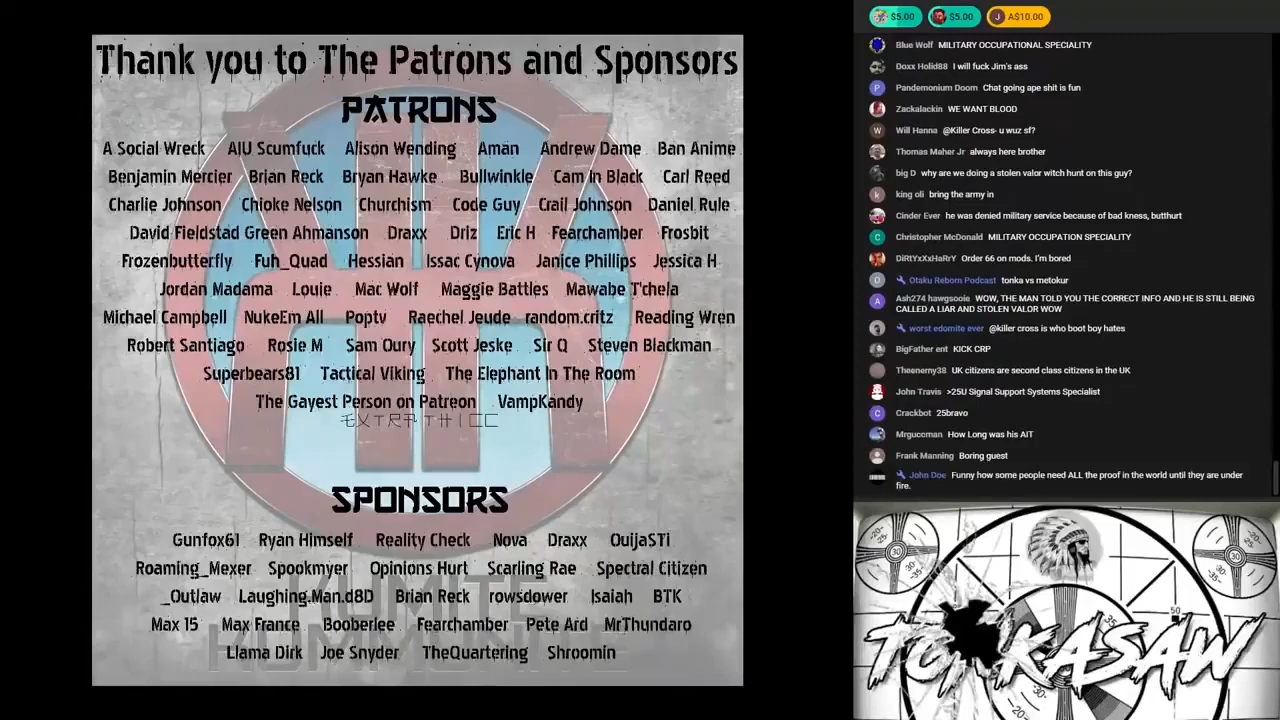 Thank you to The Patrons and Sponsors
PATRONS
A Social Wreck AIU Scumfuck Alison Wending Aman Andrew Dame Ban Anime
Benjamin Mercier Brian Reck Bryan Hawke Bullwinkle Cam In Black Carl Reed
Charlie Johnson Chioke Nelson Churchism Code Guy Crail Johnson Daniel Rule
David Fieldstad Green Ahmanson Draxx Driz Eric H Fearchamber Frosbit
Frozenbutterfly Fuh_Quad Hessian Issac Cynova Janice Phillips Jessica H
Jordan Madama Louie Mac Wolf Maggie Battles Mawabe T'chela
Michael Campbell NukeEm All Poptv Raechel Jeude random.critz Reading Wren
Robert Santiago Rosie M Sam Oury Scott Jeske Sir Q Steven Blackman
Superbears81 Tactical Viking The Elephant In The Room
The Gayest Person on Patreon VampKandy
SPONSORS
Gunfox61 Ryan Himself Reality Check Nova Draxx OuijaSTi
Roaming_Mexer Spookmyer Opinions Hurt Scarling Rae Spectral Citizen
_Outlaw Laughing.Man.d8D Brian Reck rowsdower Isaiah BTK
Max 15 Max France Booberlee Fearchamber Pete Ard MrThundaro
Llama Dirk Joe Snyder TheQuartering Shroomin
$5.00 $5.00 J A$10.00
Blue Wolf MILITARY OCCUPATIONAL SPECIALITY
Doxx Holid88 I will fuck Jim's ass
P Pandemonium Doom Chat going ape shit is fun
Zackalackin WE WANT BLOOD
W Will Hanna @Killer Cross- u wuz sf?
Thomas Maher Jr always here brother
big D why are we doing a stolen valor witch hunt on this guy?
k king oli bring the army in
Cinder Ever he was denied military service because of bad kness, butthurt
C Christopher McDonald MILITARY OCCUPATION SPECIALITY
DiRtYxXxHaRrY Order 66 on mods. I'm bored
O Otaku Reborn Podcast tonka vs metokur
A Ash274 hawgsooie WOW, THE MAN TOLD YOU THE CORRECT INFO AND HE IS STILL BEING
CALLED A LIAR AND STOLEN VALOR WOW
worst edomite ever @killer cross is who boot boy hates
BigFather ent KICK CRP
Theenemy38 UK citizens are second class citizens in the UK
John Travis >25U Signal Support Systems Specialist
C Crackbot 25bravo
Mrguccman How Long was his AIT
Frank Manning Boring guest
John Doe Funny how some people need ALL the proof in the world until they are under
fire.
TONKASAW